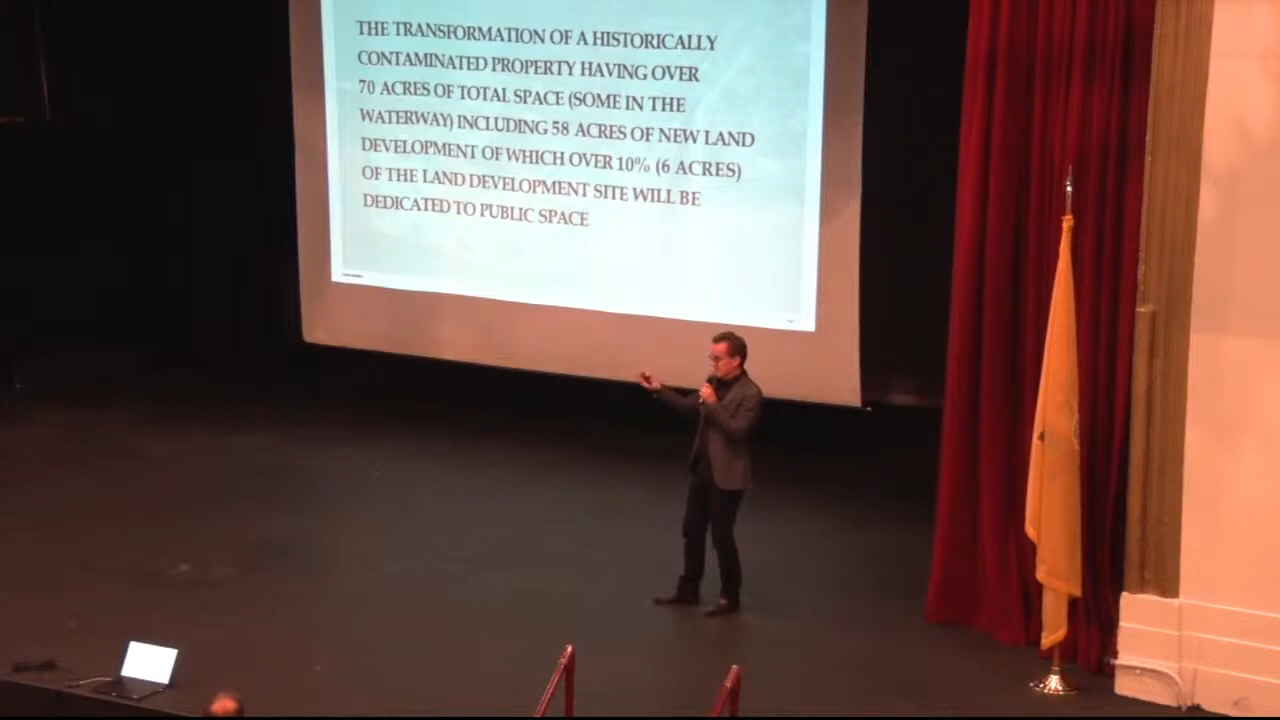 THE TRANSFORMATION OF A HISTORICALLY
CONTAMINATED PROPERTY HAVING OVER
70 ACRES OF TOTAL SPACE (SOME IN THE
WATERWAY) INCLUDING 58 ACRES OF NEW LAND
DEVELOPMENT OF WHICH OVER 10% (6 ACRES)
OF THE LAND DEVELOPMENT SITE WILL BE
DEDICATED TO PUBLIC SPACE